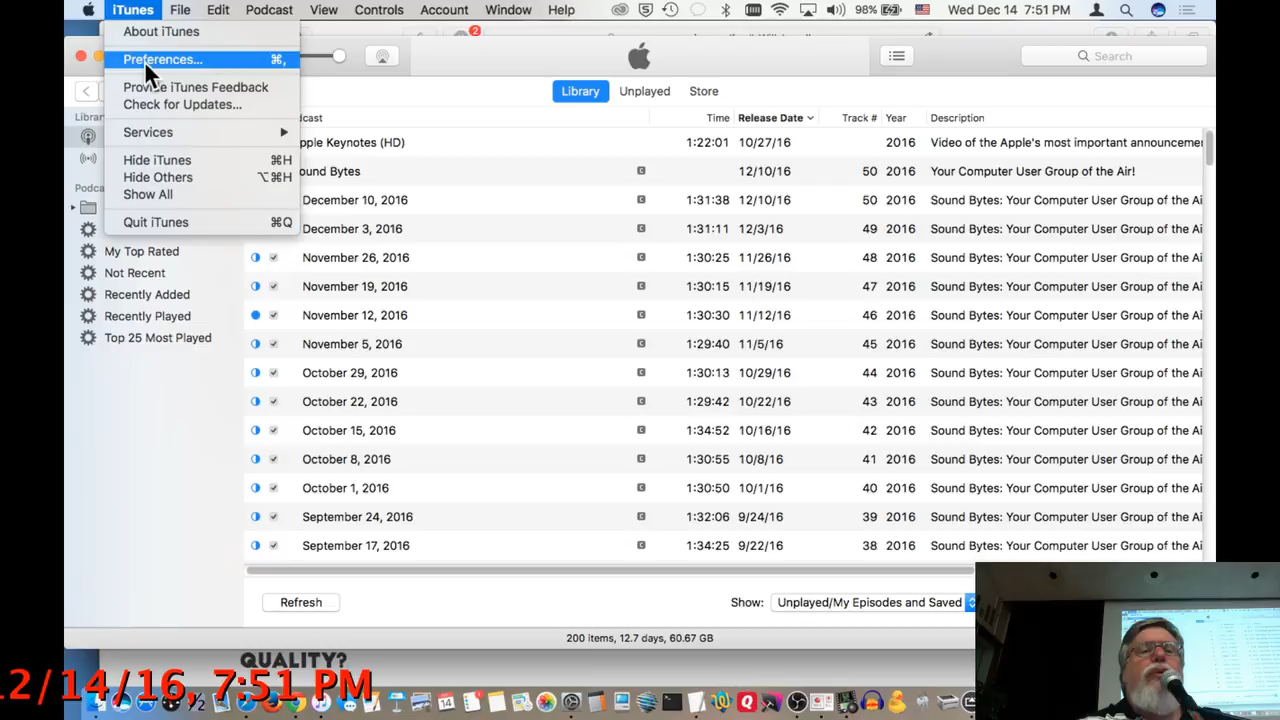 iTunes File Edit Podcast View Controls Account Window Help 98% Wed Dec 14 7:51 PM
About iTunes
2
Preferences... ⌘,
Search
Provide iTunes Feedback
Library Unplayed Store
Check for Updates...
Librar
dcast Time Release Date Track # Year Description
Services
pple Keynotes (HD) 1:22:01 10/27/16 2016 Video of the Apple's most important announcemer
Hide iTunes ⌘H
ound Bytes 12/10/16 50 2016 Your Computer User Group of the Air!
Hide Others ⌥⌘H
Podca
Show All
December 10, 2016 1:31:38 12/10/16 50 2016 Sound Bytes: Your Computer User Group of the Ai
Quit iTunes ⌘Q
December 3, 2016 1:31:11 12/3/16 49 2016 Sound Bytes: Your Computer User Group of the Ai
My Top Rated
November 26, 2016 1:30:25 11/26/16 48 2016 Sound Bytes: Your Computer User Group of the Ai
Not Recent
November 19, 2016 1:30:15 11/19/16 47 2016 Sound Bytes: Your Computer User Group of the Ai
Recently Added
November 12, 2016 1:30:30 11/12/16 46 2016 Sound Bytes: Your Computer User Group of the Ai
Recently Played
Top 25 Most Played
November 5, 2016 1:29:40 11/5/16 45 2016 Sound Bytes: Your Computer User Group of the Ai
October 29, 2016 1:30:13 10/29/16 44 2016 Sound Bytes: Your Computer User Group of the Ai
October 22, 2016 1:29:42 10/22/16 43 2016 Sound Bytes: Your Computer User Group of the Ai
October 15, 2016 1:34:52 10/16/16 42 2016 Sound Bytes: Your Computer User Group of the Ai
October 8, 2016 1:30:55 10/8/16 41 2016 Sound Bytes: Your Computer User Group of the Ai
October 1, 2016 1:30:50 10/1/16 40 2016 Sound Bytes: Your Computer User Group of the Ai
September 24, 2016 1:32:06 9/24/16 39 2016 Sound Bytes: Your Computer User Group of the Ai
September 17, 2016 1:34:25 9/22/16 38 2016 Sound Bytes: Your Computer User Group of the Ai
Refresh Show: Unplayed/My Episodes and Saved
200 items, 12.7 days, 60.67 GB
QUALITY?
12/14/16 7:51 PM